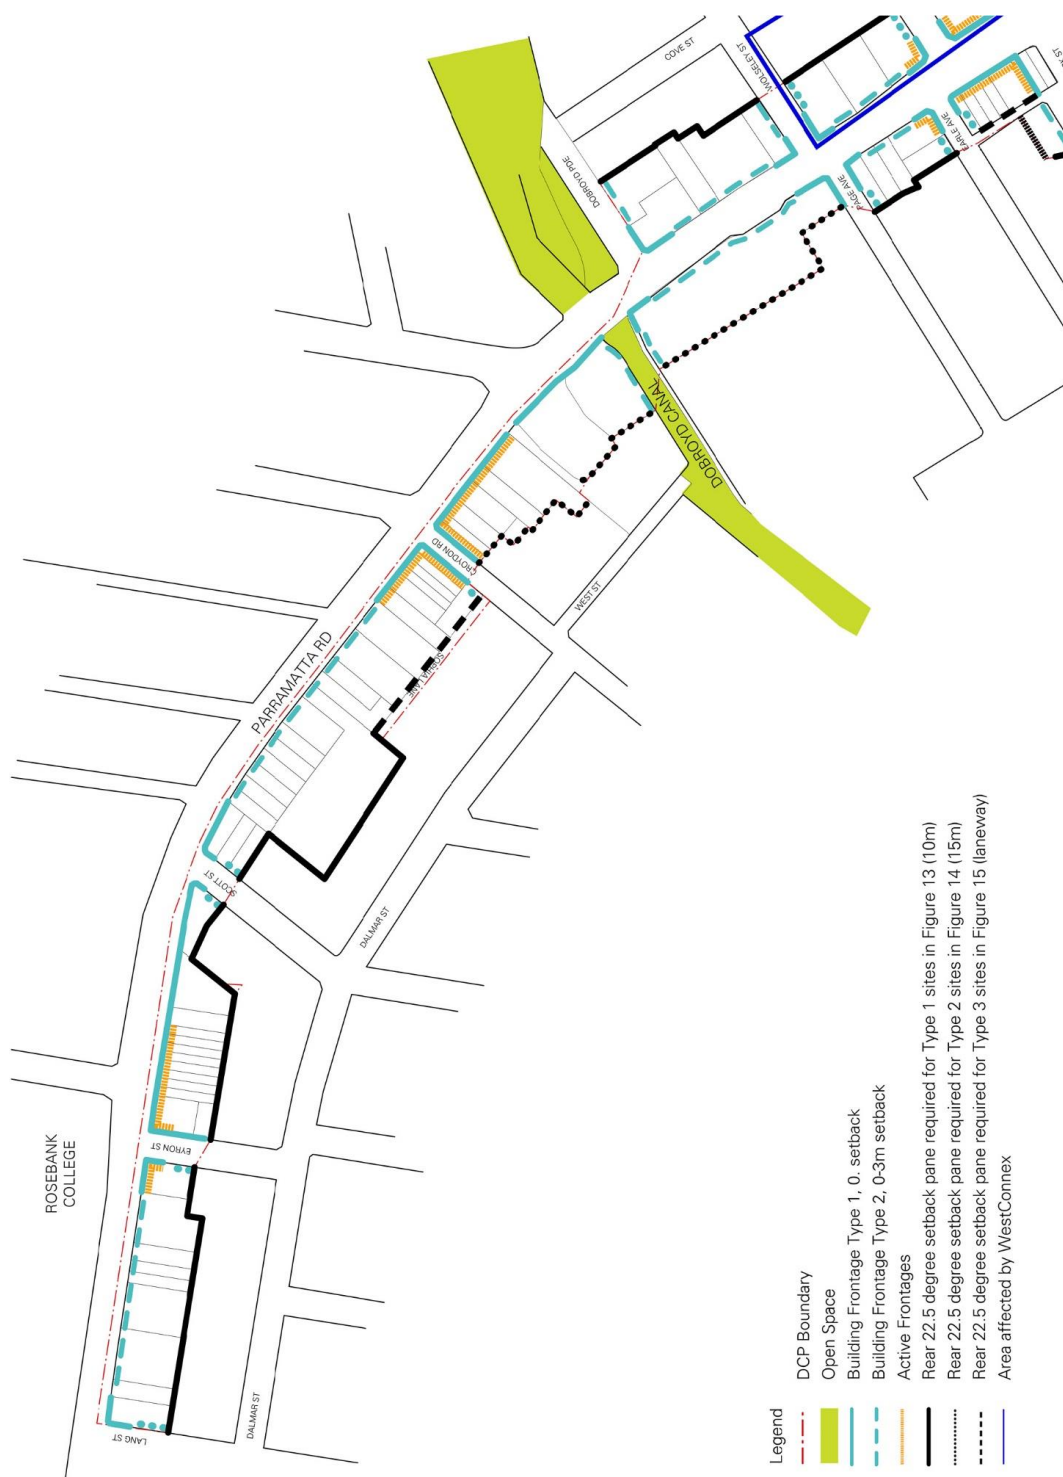 COVE ST
WOLSELEY ST
DOBROYD PDE
EARLE AVE
PAGE AVE
DOBROYD CANAL
CROYDON RD
WEST ST
SOPHIA LANE
PARRAMATTA RD
SCOTT ST
DALMAR ST
ROSEBANK
COLLEGE
EYRON ST
LANG ST
DALMAR ST
Legend
DCP Boundary
Open Space
Building Frontage Type 1, 0. setback
Building Frontage Type 2, 0-3m setback
Active Frontages
Rear 22.5 degree setback pane required for Type 1 sites in Figure 13 (10m)
Rear 22.5 degree setback pane required for Type 2 sites in Figure 14 (15m)
Rear 22.5 degree setback pane required for Type 3 sites in Figure 15 (laneway)
Area affected by WestConnex